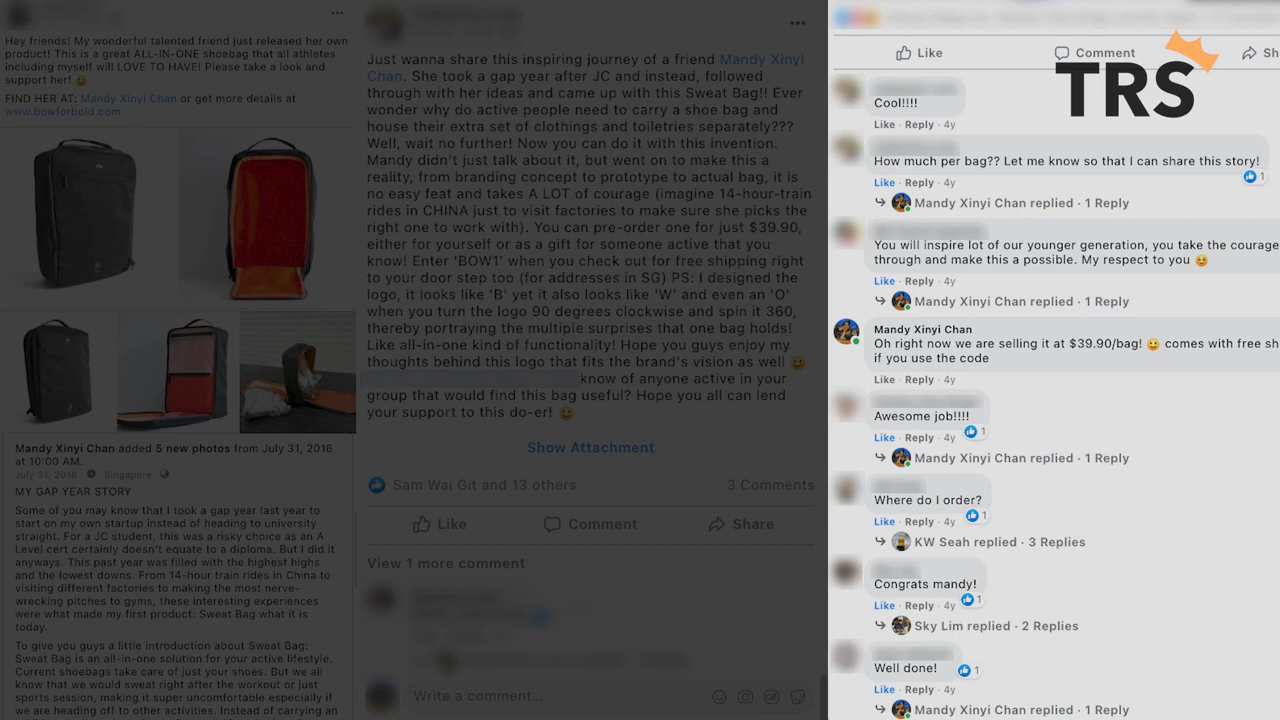 Hey friends! My wonderful talented friend just released her own
product! This is a great ALL-IN-ONE shoebag that all athletes
including myself will LOVE TO HAVE! Please take a look and
support her! 
FIND HER AT: Mandy Xinyi Chan or get more details at
www.bowforbold.com
Mandy Xinyi Chan added 5 new photos from July 31, 2016
at 10:00 AM.
July 31, 2016 · Singapore ·
MY GAP YEAR STORY
Some of you may know that I took a gap year last year to
start on my own startup instead of heading to university
straight. For a JC student, this was a risky choice as an A
Level cert certainly doesn't equate to a diploma. But I did it
anyways. This past year was filled with the highest highs
and the lowest downs. From 14-hour train rides in China to
visiting different factories to making the most nerve-
wrecking pitches to gyms, these interesting experiences
were what made my first product: Sweat Bag what it is
today.
To give you guys a little introduction about Sweat Bag:
Sweat Bag is an all-in-one solution for your active lifestyle.
Current shoebags take care of just your shoes. But we all
know that we would sweat right after the workout or just
sports session, making it super uncomfortable especially if
we are heading off to other activities. Instead of carrying an
Just wanna share this inspiring journey of a friend Mandy Xinyi
Chan. She took a gap year after JC and instead, followed
through with her ideas and came up with this Sweat Bag!! Ever
wonder why do active people need to carry a shoe bag and
house their extra set of clothings and toiletries separately???
Well, wait no further! Now you can do it with this invention.
Mandy didn't just talk about it, but went on to make this a
reality, from branding concept to prototype to actual bag, it is
no easy feat and takes A LOT of courage (imagine 14-hour-train
rides in CHINA just to visit factories to make sure she picks the
right one to work with). You can pre-order one for just $39.90,
either for yourself or as a gift for someone active that you
know! Enter 'BOW1' when you check out for free shipping right
to your door step too (for addresses in SG) PS: I designed the
logo, it looks like 'B' yet it also looks like 'W' and even an 'O'
when you turn the logo 90 degrees clockwise and spin it 360,
thereby portraying the multiple surprises that one bag holds!
Like all-in-one kind of functionality! Hope you guys enjoy my
thoughts benind this logo that fits the brand's vision as well
know of anyone active in your
group that would find this bag useful? Hope you all can lend
your support to this do-er!
Show Attachment
Sam Wai Git and 13 others 3 Comments
Like Comment Share
View 1 more comment
Write a comment...
Like Comment Sh
TRS
Cool!!!!
Like · Reply · 4y
How much per bag?? Let me know so that I can share this story!
1
Like · Reply · 4y
Mandy Xinyi Chan replied · 1 Reply
You will inspire lot of our younger generation, you take the courage
through and make this a possible. My respect to you
Like · Reply · 4y
Mandy Xinyi Chan replied · 1 Reply
Mandy Xinyi Chan
Oh right now we are selling it at $39.90/bag! comes with free sh
if you use the code
Like · Reply · 4y
Awesome job!!!!
1
Like · Reply · 4y
Mandy Xinyi Chan replied · 1 Reply
Where do I order?
1
Like · Reply · 4y
KW Seah replied · 3 Replies
Congrats mandy!
1
Like · Reply · 4y
Sky Lim replied · 2 Replies
Well done!
1
Like · Reply · 4y
Mandy Xinyi Chan replied · 1 Reply